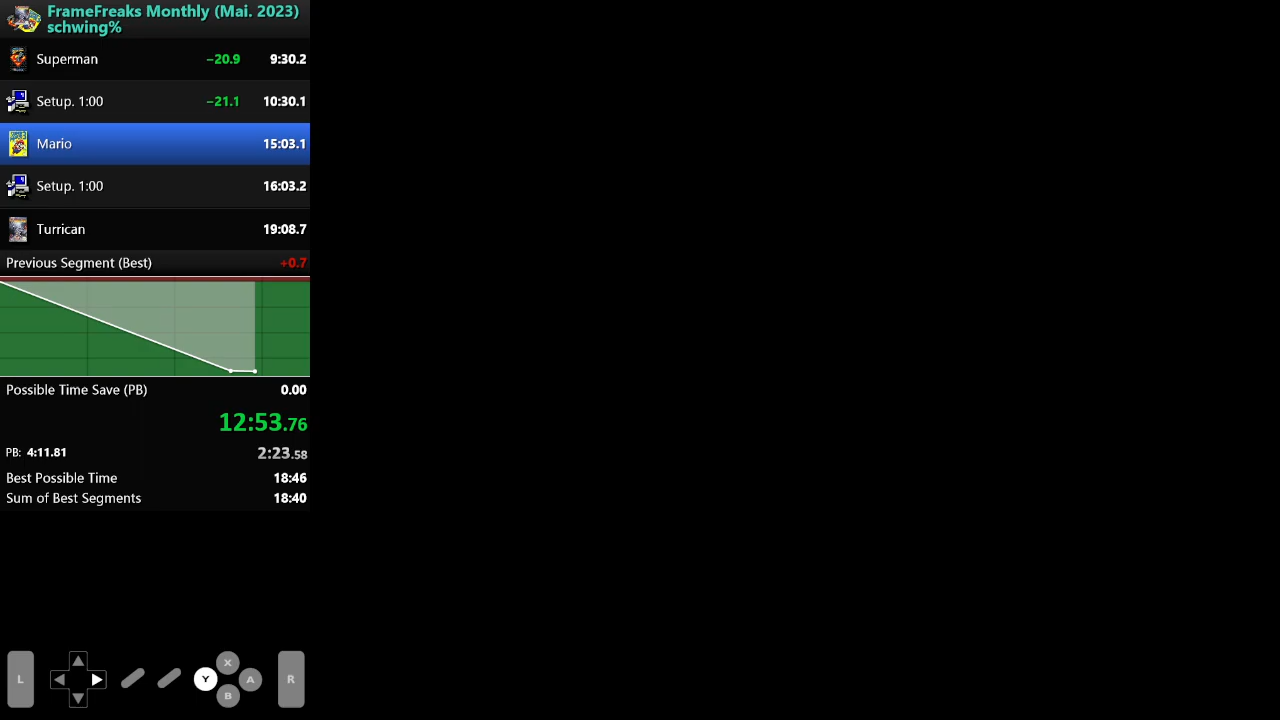 FrameFreaks Monthly (Mai. 2023)
schwing%
Superman −20.9 9:30.2
Setup. 1:00 −21.1 10:30.1
Mario 15:03.1
Setup. 1:00 16:03.2
Turrican 19:08.7
Previous Segment (Best) +0.7
Possible Time Save (PB) 0.00
12:53.76
PB: 4:11.81 2:23.58
Best Possible Time 18:46
Sum of Best Segments 18:40
X
L Y A R
B